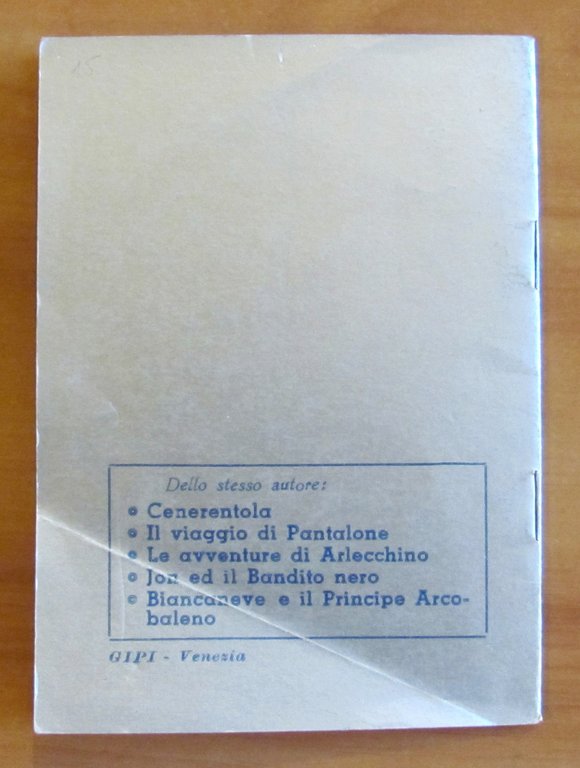 15
Dello stesso autore:
Cenerentola
Il viaggio di Pantalone
Le avventure di Arlecchino
Jon ed il Bandito nero
Biancaneve e il Principe Arco-
baleno
GIPI - Venezia